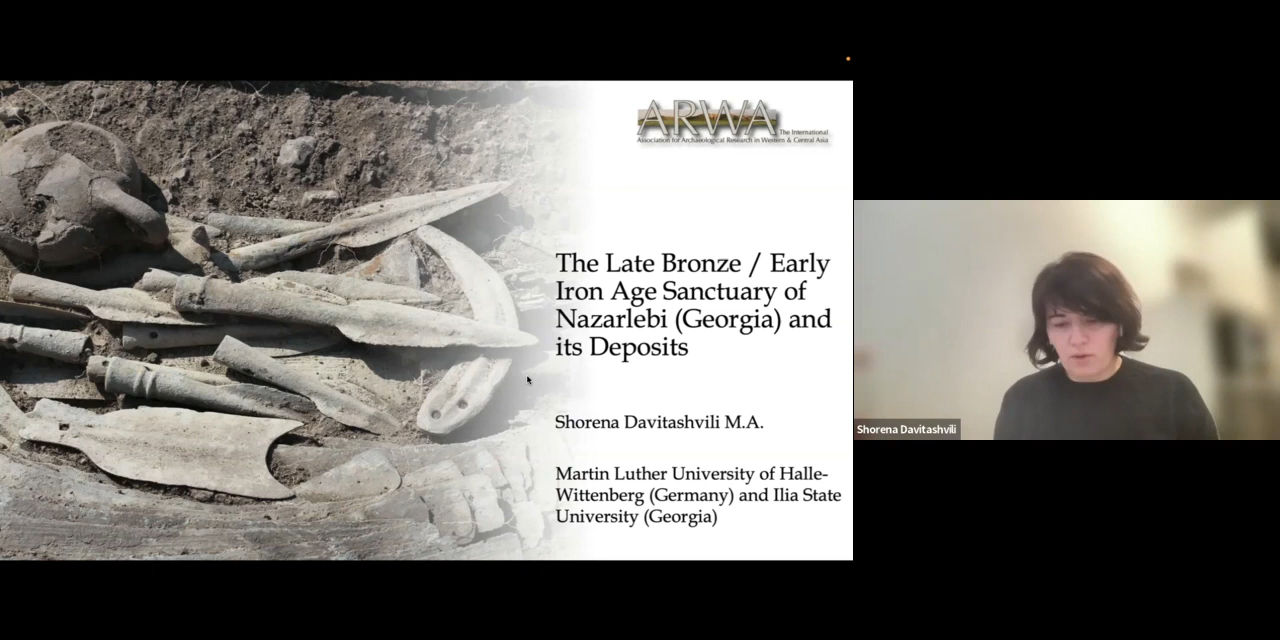 ARWA
The International
Association for Archaeological Research in Western & Central Asia
The Late Bronze / Early
Iron Age Sanctuary of
Nazarlebi (Georgia) and
its Deposits
Shorena Davitashvili M.A.
Martin Luther University of Halle-
Wittenberg (Germany) and Ilia State
University (Georgia)
Shorena Davitashvili